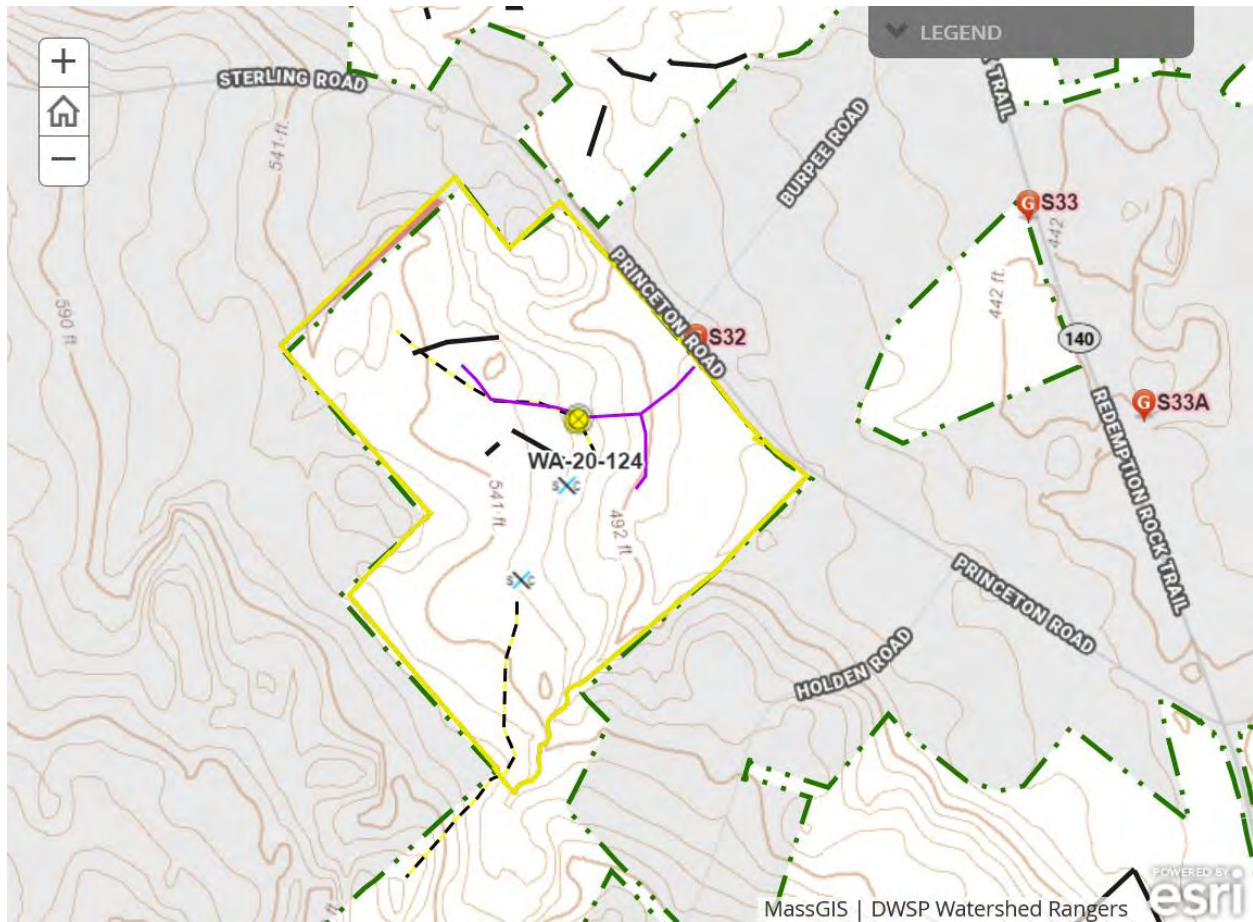 +
LEGEND
STERLING ROAD
TRAIL
541 ft.
BURPEE ROAD
G S33
442
PRINCETON ROAD
442 ft.
590 ft
G S32
140
G S33A
WA-20-124
S C
541 ft.
492 ft.
REDEMPTION ROCK TRAIL
S C
PRINCETON ROAD
HOLDEN ROAD
POWERED BY
esri
MassGIS | DWSP Watershed Rangers